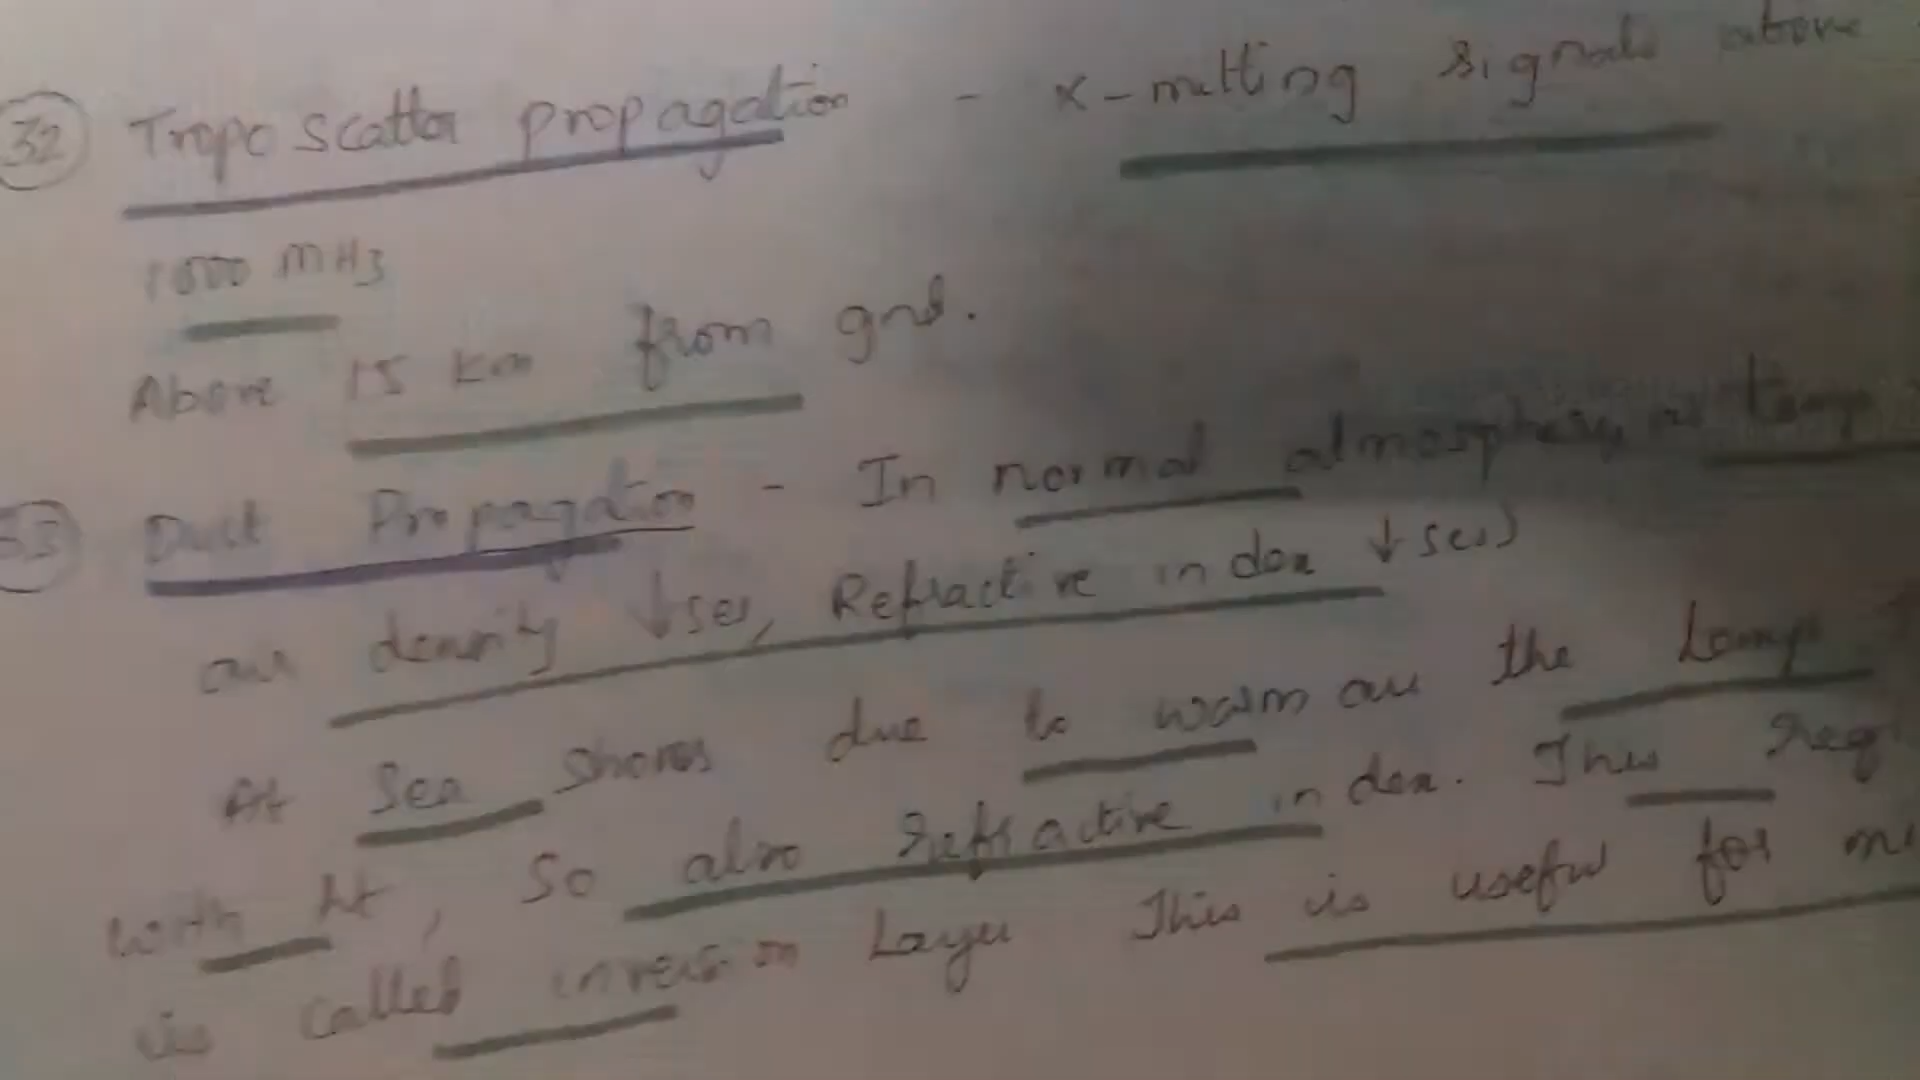 32 Tropo Scatter propagation - x-mitting signals above
1000 MHz
Above 15 km from gnd.
33 Duct Propagation - In normal atmosphere, as temp
air density ↓ses, Refractive index ↓ses)
At Sea Shores due to warm air the temp
with ht, so also refractive index. This
is called inversion Layer This is useful for